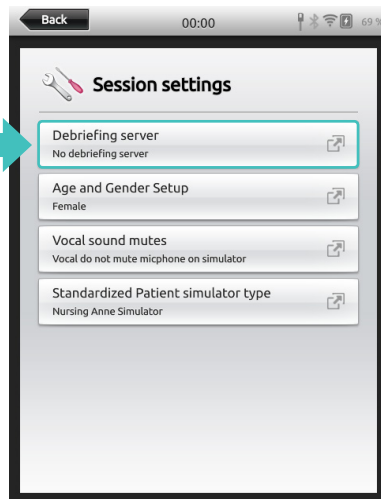 Back
00:00
69 %
Session settings
Debriefing server
No debriefing server
Age and Gender Setup
Female
Vocal sound mutes
Vocal do not mute micphone on simulator
Standardized Patient simulator type
Nursing Anne Simulator